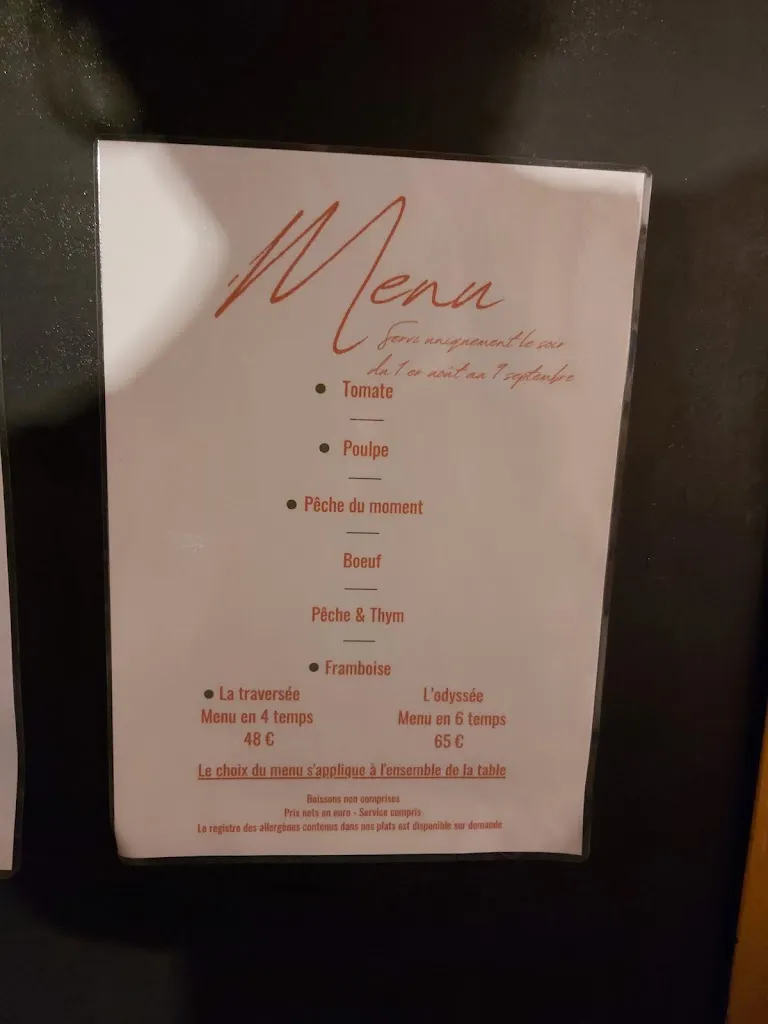 Menu
Servi uniquement le soir
du 1er août au 9 septembre
• Tomate
• Poulpe
• Pêche du moment
Boeuf
Pêche & Thym
• Framboise
• La traversée
Menu en 4 temps
48 €
L'odyssée
Menu en 6 temps
65 €
Le choix du menu s'applique à l'ensemble de la table
Boissons non comprises
Prix nets en euro - Service compris
Le registre des allergènes contenus dans nos plats est disponible sur demande